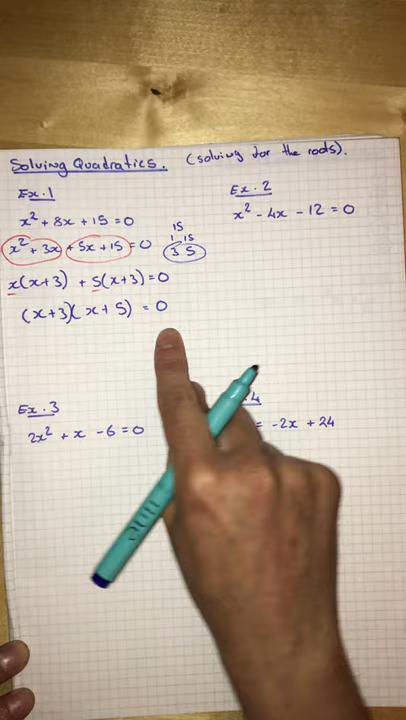 Solving Quadratics. (solving for the roots).
Ex.1
x² + 8x + 15 = 0
15
1 15
3 5
x² + 3x + 5x + 15 = 0
x(x+3) + 5(x+3) = 0
(x+3)(x+5) = 0
Ex.2
x² - 4x - 12 = 0
Ex.3
2x² + x - 6 = 0
.4
= -2x + 24